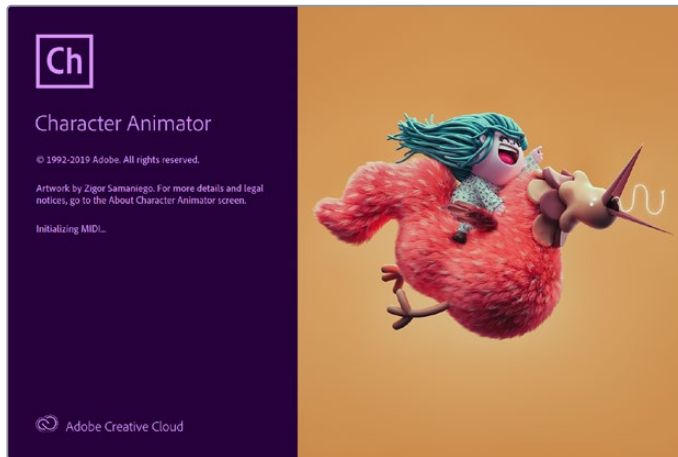 Ch
Character Animator
© 1992-2019 Adobe. All rights reserved.
Artwork by Zigor Samaniego. For more details and legal
notices, go to the About Character Animator screen.
Initializing MIDI...
Adobe Creative Cloud